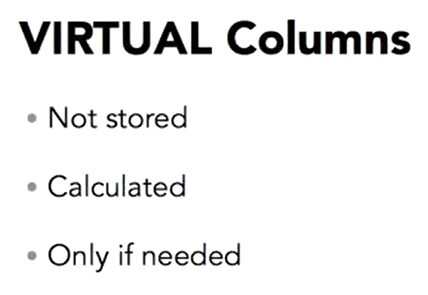 VIRTUAL Columns
• Not stored
• Calculated
• Only if needed